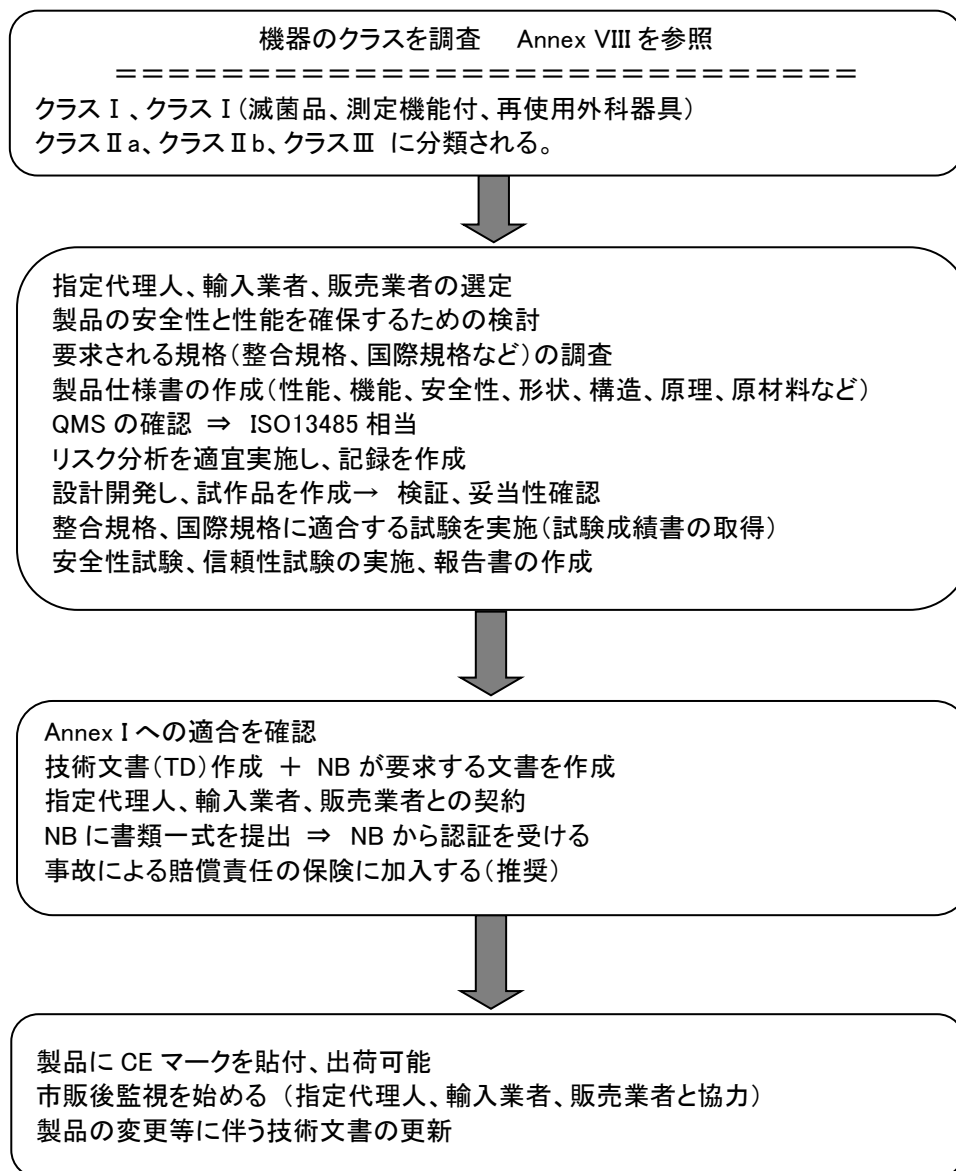 機器のクラスを調査　Annex VIII を参照
============================
クラスⅠ、クラスⅠ(滅菌品、測定機能付、再使用外科器具)
クラスⅡa、クラスⅡb、クラスⅢ に分類される。
指定代理人、輸入業者、販売業者の選定
製品の安全性と性能を確保するための検討
要求される規格(整合規格、国際規格など)の調査
製品仕様書の作成(性能、機能、安全性、形状、構造、原理、原材料など)
QMS の確認 ⇒ ISO13485 相当
リスク分析を適宜実施し、記録を作成
設計開発し、試作品を作成→ 検証、妥当性確認
整合規格、国際規格に適合する試験を実施(試験成績書の取得)
安全性試験、信頼性試験の実施、報告書の作成
Annex I への適合を確認
技術文書(TD)作成 ＋ NB が要求する文書を作成
指定代理人、輸入業者、販売業者との契約
NB に書類一式を提出 ⇒ NB から認証を受ける
事故による賠償責任の保険に加入する(推奨)
製品に CE マークを貼付、出荷可能
市販後監視を始める (指定代理人、輸入業者、販売業者と協力)
製品の変更等に伴う技術文書の更新